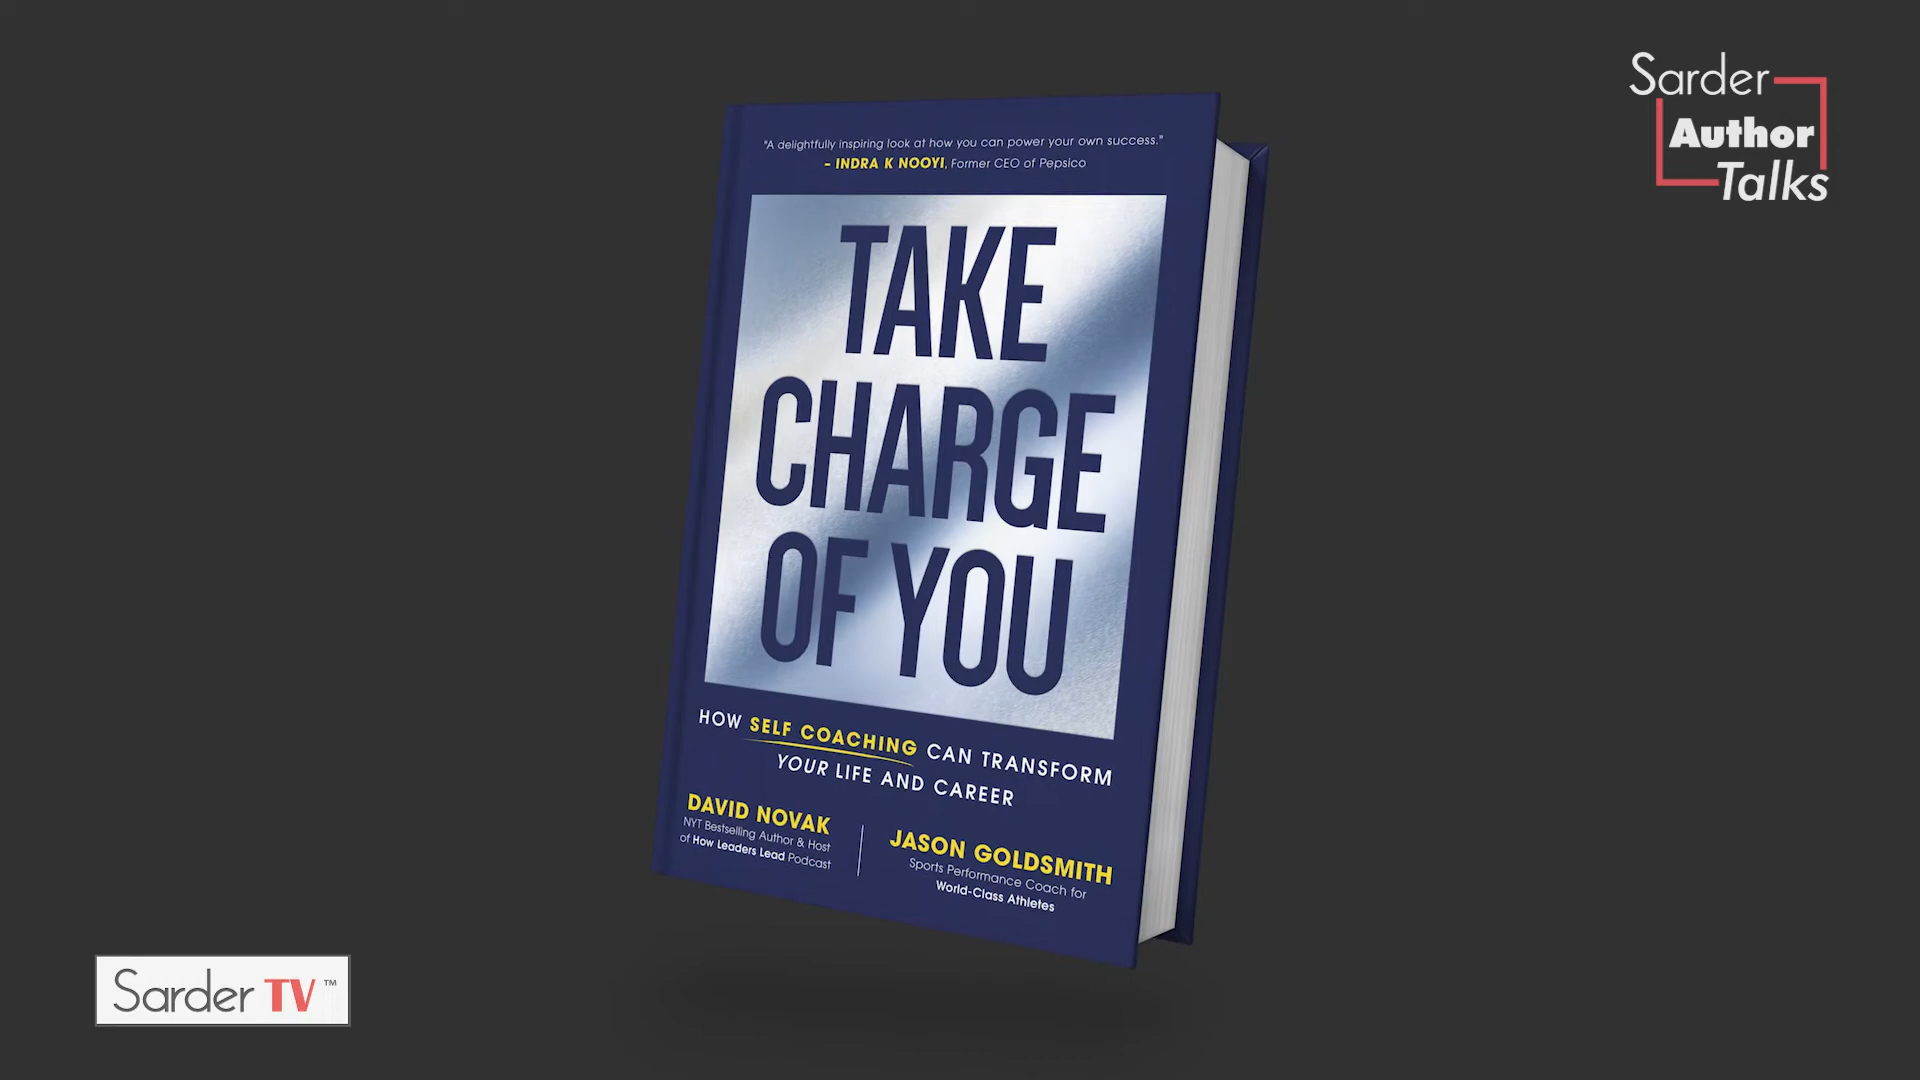 Sarder
Author
Talks
"A delightfully inspiring look at how you can power your own success."
– INDRA K NOOYI, Former CEO of Pepsico
TAKE
CHARGE
OF YOU
HOW SELF COACHING CAN TRANSFORM
YOUR LIFE AND CAREER
DAVID NOVAK
NYT Bestselling Author & Host
of How Leaders Lead Podcast
JASON GOLDSMITH
Sports Performance Coach for
World-Class Athletes
Sarder TV™